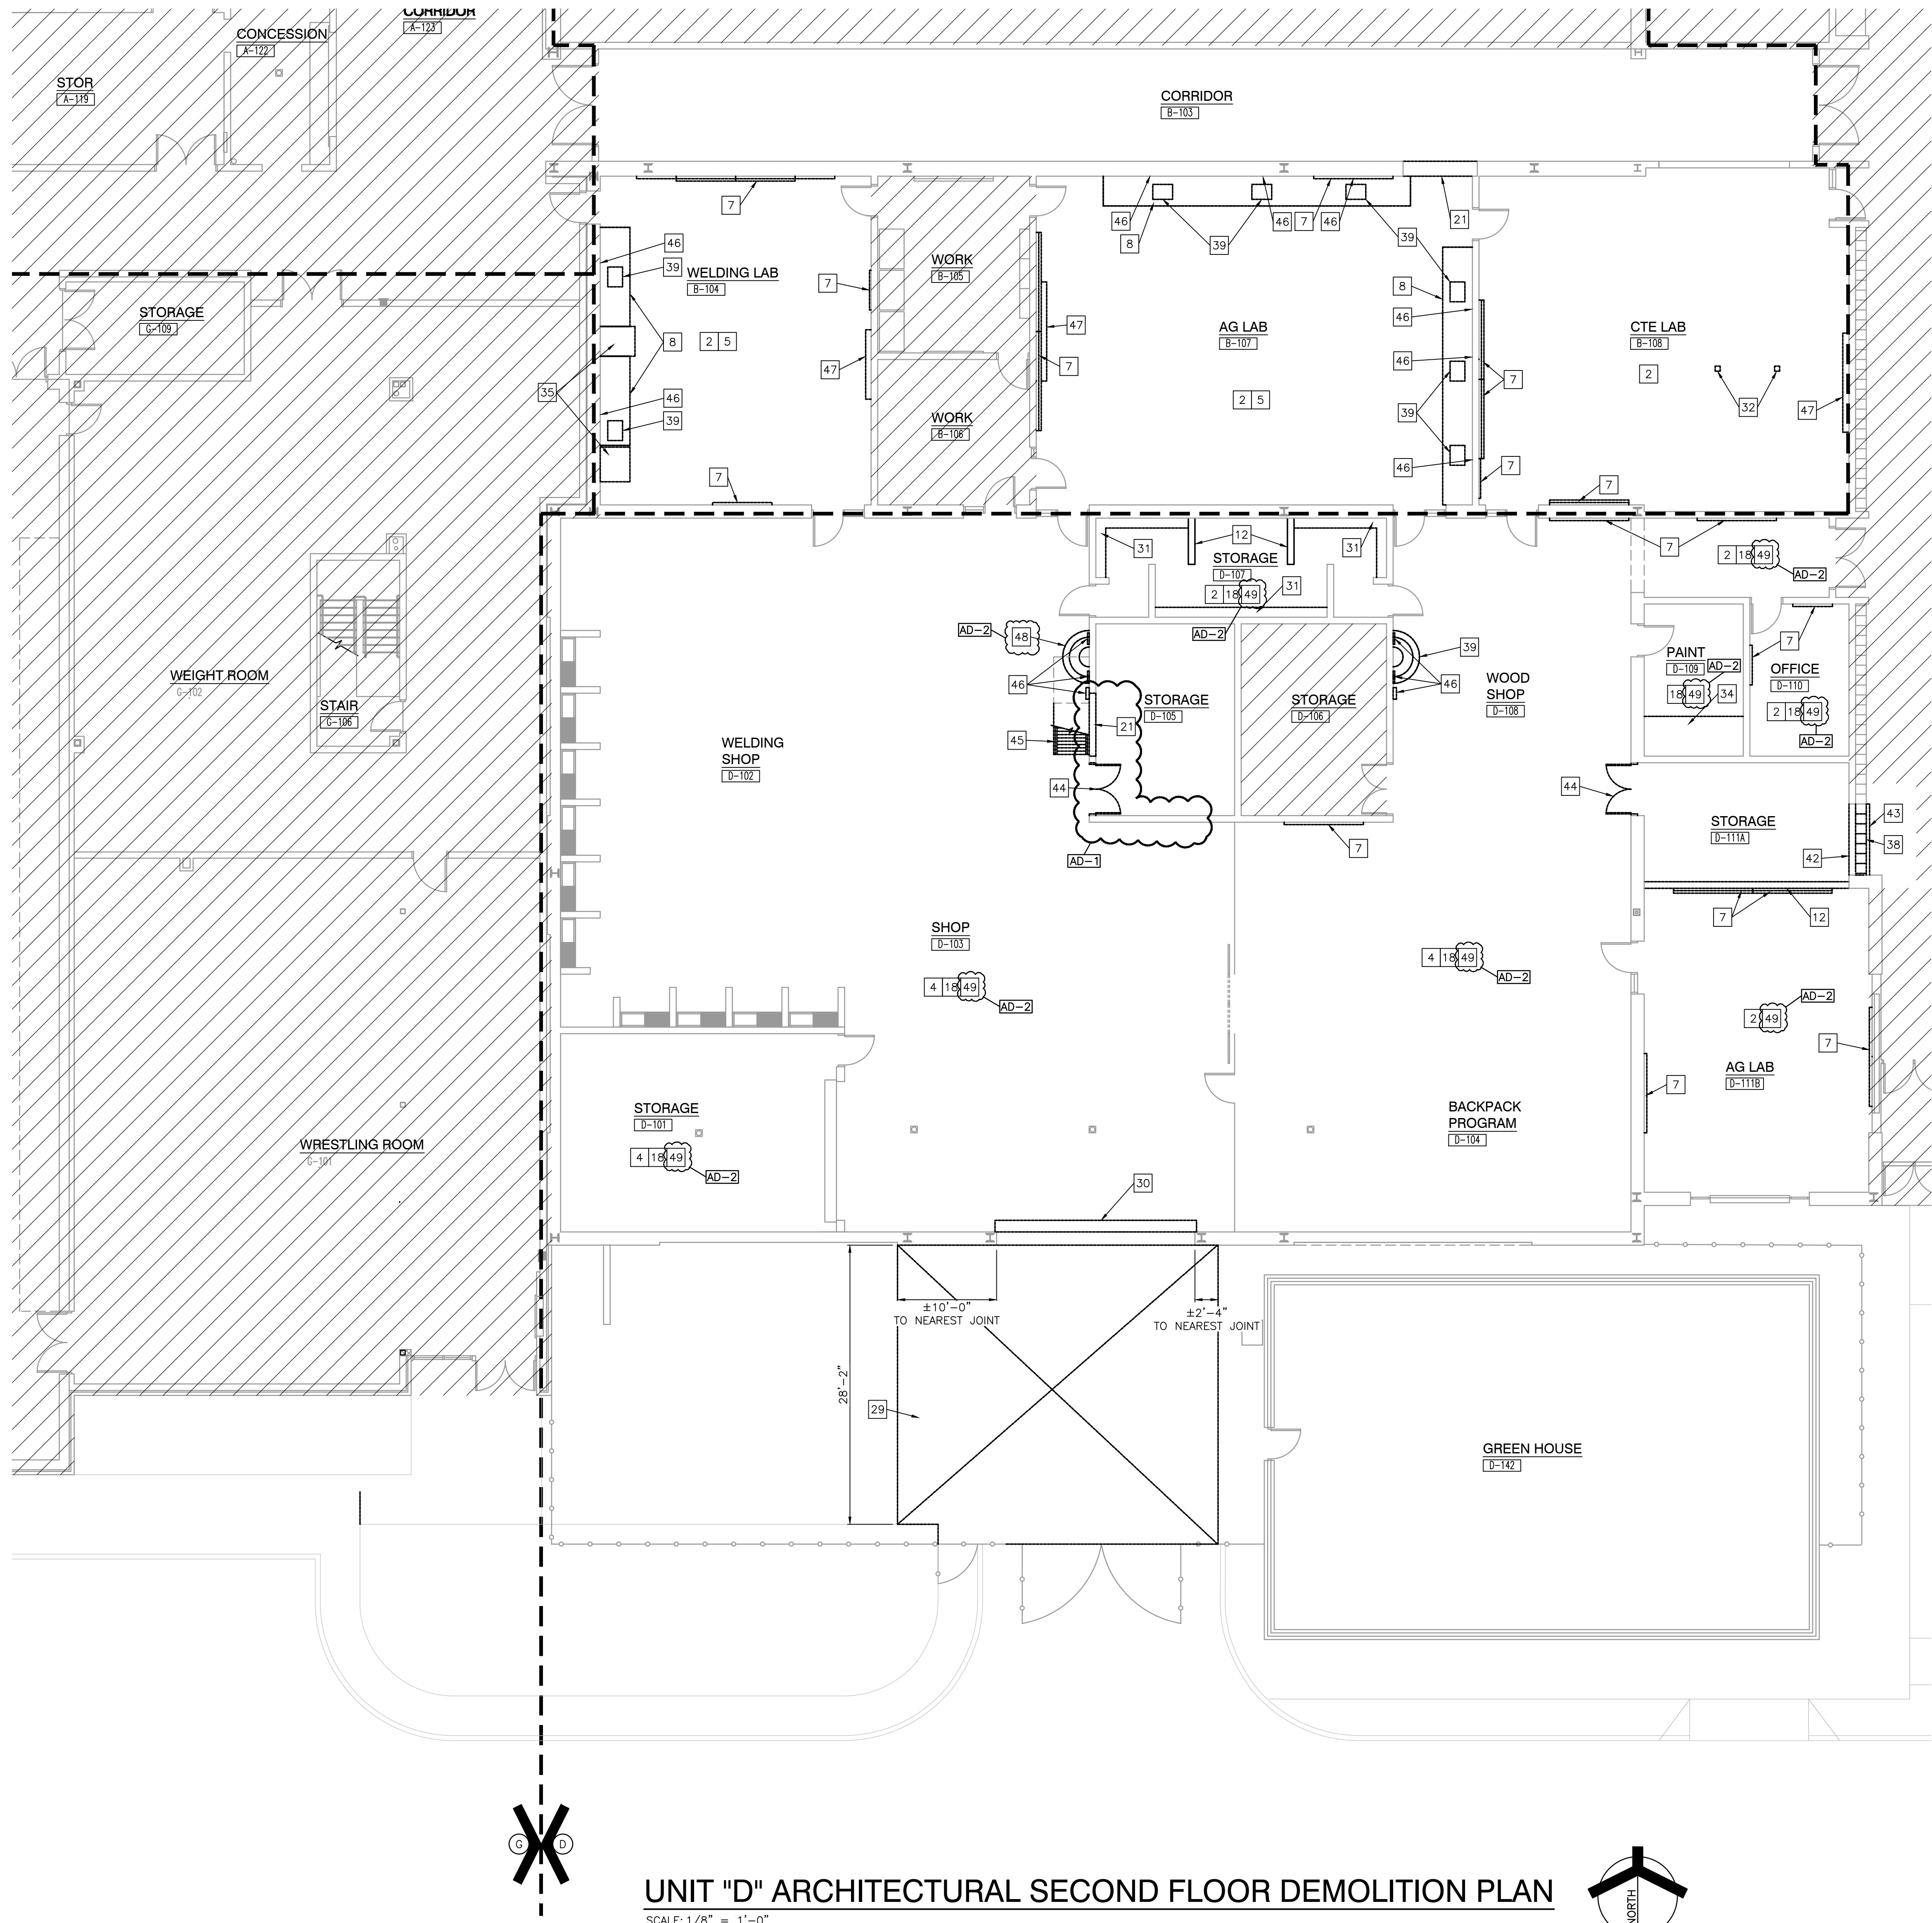 CORRIDOR
A-123
CONCESSION
A-122
STOR
A-119
CORRIDOR
B-103
7
46
8
39
46
7
46
39
21
46
39
WELDING LAB
B-104
7
WORK
B-105
8
46
STORAGE
G-109
8
2 5
47
AG LAB
B-107
CTE LAB
B-108
35
47
7
46
7
2
46
39
WORK
B-106
2 5
39
32
47
7
46
7
7
31
12
STORAGE
D-107
31
7
2 18 49
AD-2
2 18 49
31
AD-2
AD-2
48
39
46
46
WEIGHT ROOM
G-102
STAIR
G-106
STORAGE
D-105
STORAGE
D-106
WOOD
SHOP
D-108
PAINT
D-109
AD-2
7
OFFICE
D-110
18 49
34
2 18 49
AD-2
21
45
WELDING
SHOP
D-102
44
44
STORAGE
D-111A
43
38
42
AD-1
7
7
12
SHOP
D-103
4 18 49
AD-2
4 18 49
AD-2
AD-2
2 49
7
AG LAB
D-111B
7
STORAGE
D-101
4 18 49
AD-2
BACKPACK
PROGRAM
D-104
WRESTLING ROOM
G-101
30
±10'-0"
TO NEAREST JOINT
±2'-4"
TO NEAREST JOINT
28'-2"
29
GREEN HOUSE
D-142
G
D
UNIT "D" ARCHITECTURAL SECOND FLOOR DEMOLITION PLAN
SCALE: 1/8" = 1'-0"
NORTH